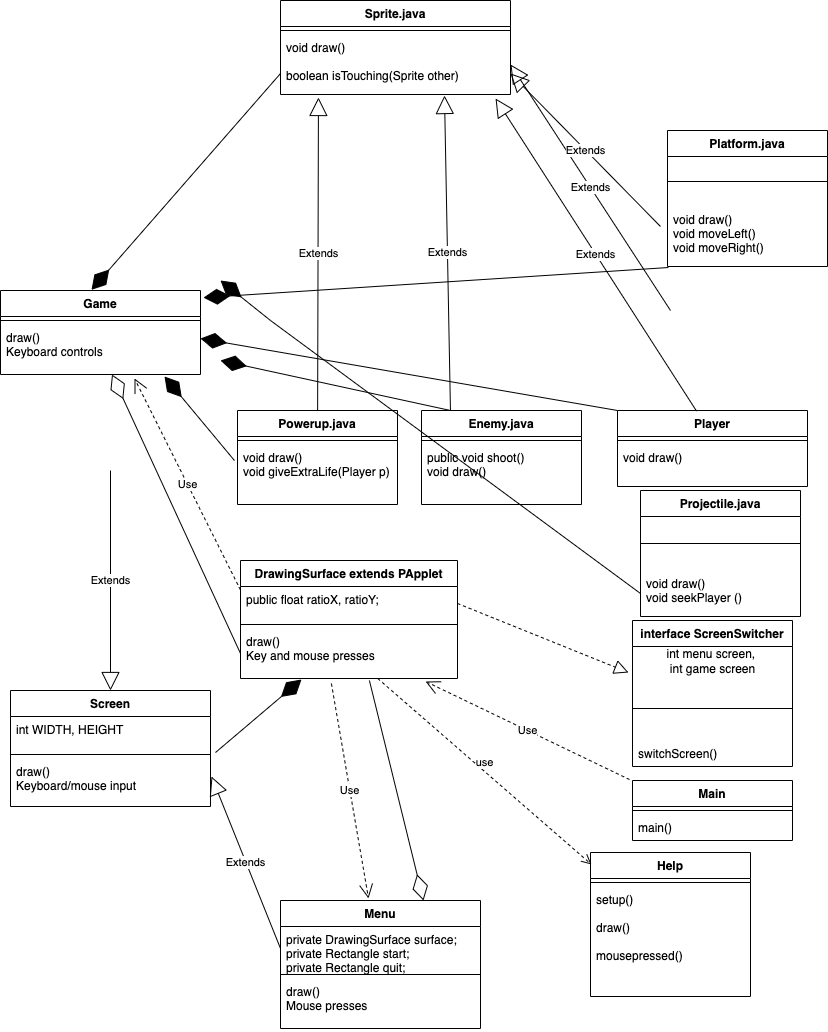 Sprite.java
void draw()
boolean isTouching(Sprite other)
Platform.java
void draw()
void moveLeft()
void moveRight()
Extends
Extends
Extends
Extends
Extends
Game
draw()
Keyboard controls
Powerup.java
void draw()
void giveExtraLife(Player p)
Enemy.java
public void shoot()
void draw()
Player
void draw()
Projectile.java
void draw()
void seekPlayer ()
Use
Extends
DrawingSurface extends PApplet
public float ratioX, ratioY;
draw()
Key and mouse presses
interface ScreenSwitcher
int menu screen,
int game screen
switchScreen()
Screen
int WIDTH, HEIGHT
draw()
Keyboard/mouse input
Use
use
Use
Main
main()
Extends
Help
setup()
draw()
mousepressed()
Menu
private DrawingSurface surface;
private Rectangle start;
private Rectangle quit;
draw()
Mouse presses